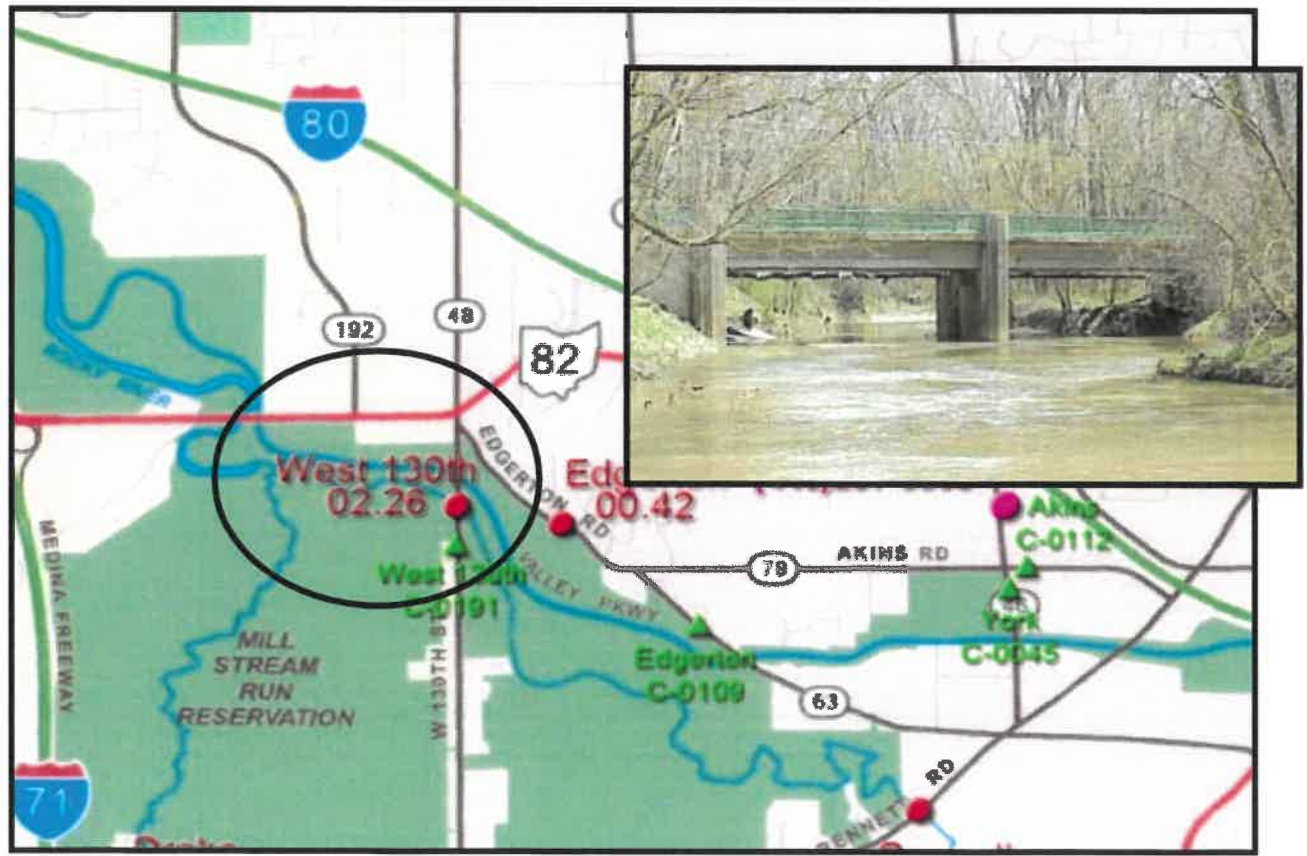 80
192
48
82
ROCKY RIVER
EDGERTON RD
West 130th
02.26
00.42
Akins
C-0112
AKINS RD
79
VALLEY PKWY
West 130th
C-0191
York
C-0045
MEDINA FREEWAY
MILL
STREAM
RUN
RESERVATION
W 130TH ST
Edgerton
C-0109
63
71
BENNETT RD